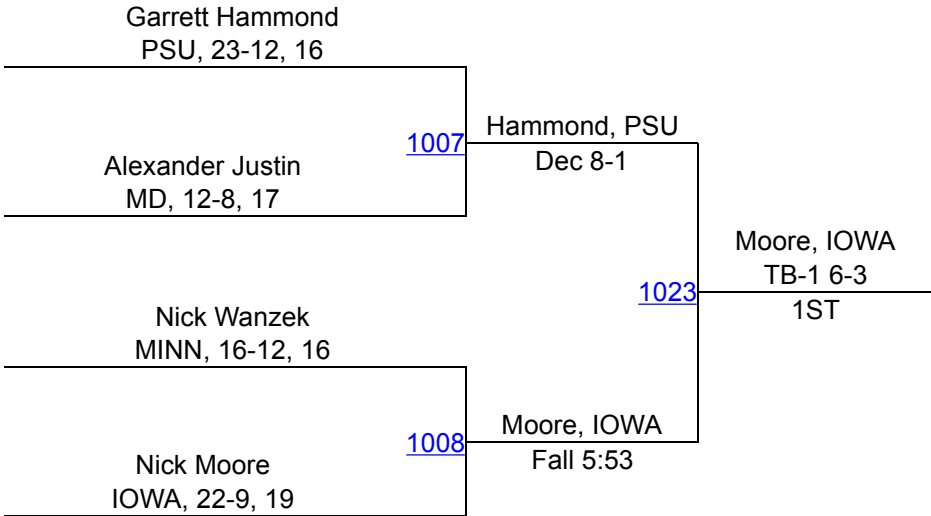 Garrett Hammond
PSU, 23-12, 16
1007
Hammond, PSU
Dec 8-1
Alexander Justin
MD, 12-8, 17
Moore, IOWA
TB-1 6-3
1023
1ST
Nick Wanzek
MINN, 16-12, 16
1008
Moore, IOWA
Fall 5:53
Nick Moore
IOWA, 22-9, 19